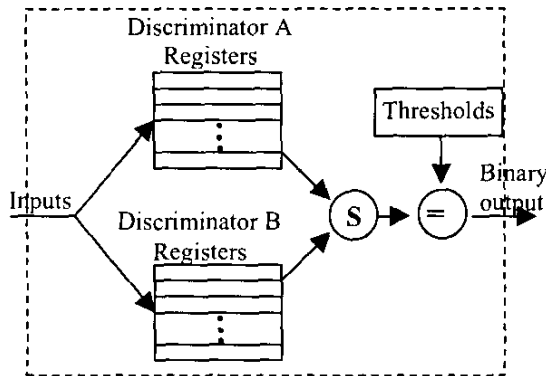 Discriminator A
Registers
Thresholds
Inputs
Binary
output
S
=
Discriminator B
Registers